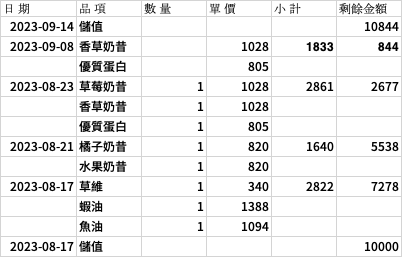 日期 品項 數量 單價 小計 剩餘金額
2023-09-14 儲值 10844
2023-09-08 香草奶昔 1028 1833 844
優質蛋白 805
2023-08-23 草莓奶昔 1 1028 2861 2677
香草奶昔 1 1028
優質蛋白 1 805
2023-08-21 橘子奶昔 1 820 1640 5538
水果奶昔 1 820
2023-08-17 草維 1 340 2822 7278
蝦油 1 1388
魚油 1 1094
2023-08-17 儲值 10000